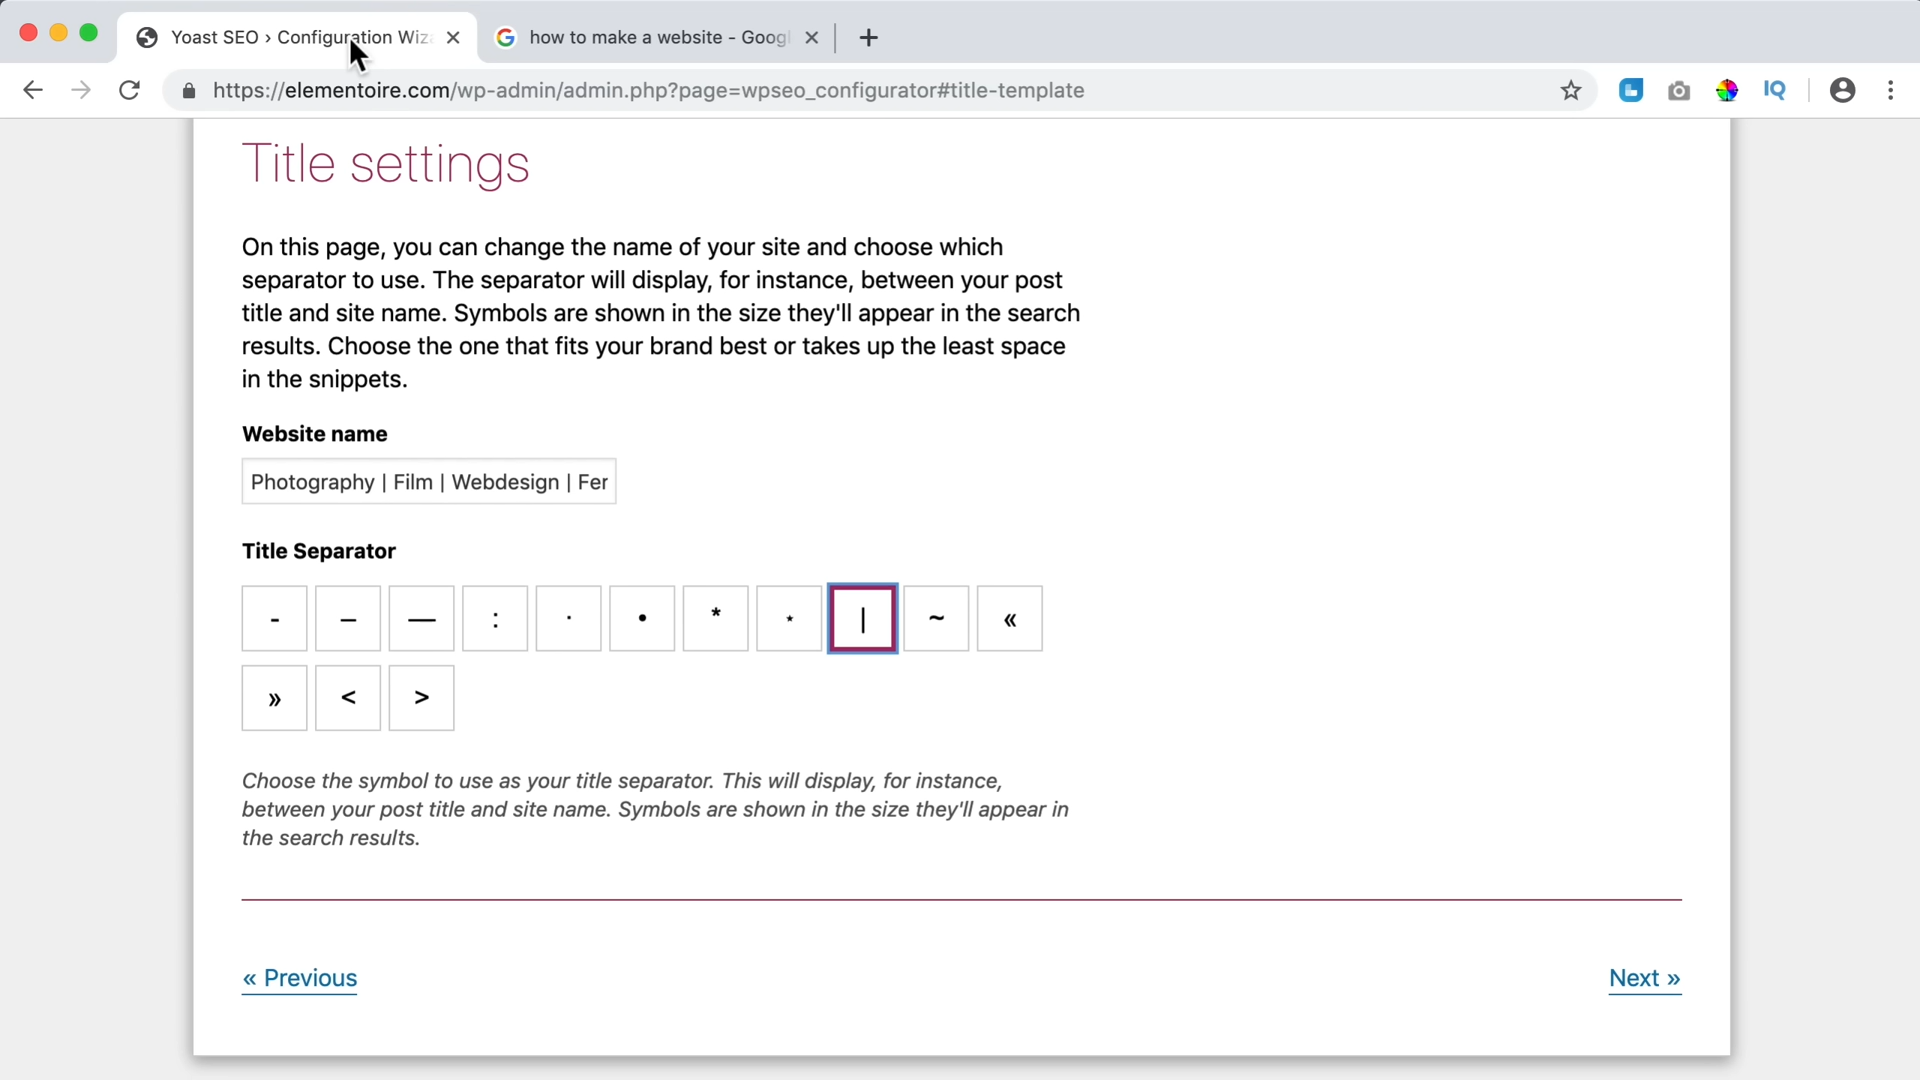 Yoast SEO › Configuration Wiz
how to make a website - Goog
https://elementoire.com/wp-admin/admin.php?page=wpseo_configurator#title-template
IQ
Title settings
On this page, you can change the name of your site and choose which
separator to use. The separator will display, for instance, between your post
title and site name. Symbols are shown in the size they'll appear in the search
results. Choose the one that fits your brand best or takes up the least space
in the snippets.
Website name
Photography | Film | Webdesign | Fer
Title Separator
- – — : · • * ⋆ | ~ «
» < >
Choose the symbol to use as your title separator. This will display, for instance,
between your post title and site name. Symbols are shown in the size they'll appear in
the search results.
« Previous
Next »